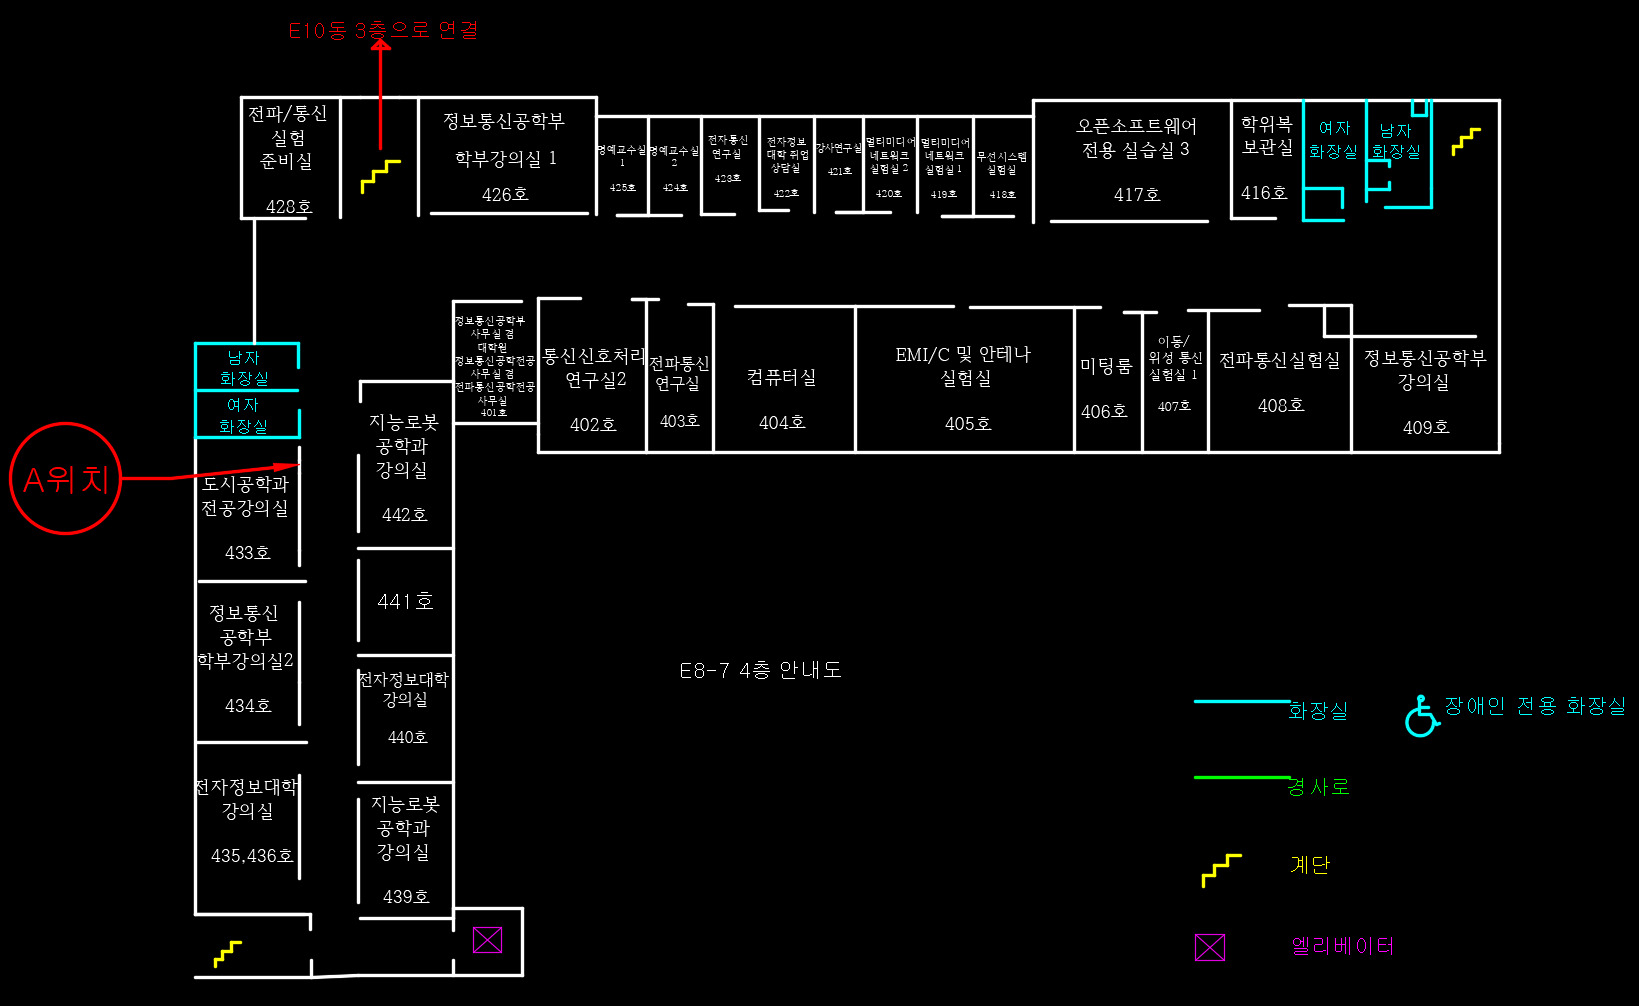 E10동 3층으로 연결
전파/통신
실험
준비실
428호
정보통신공학부
학부강의실 1
426호
명예교수실
1
425호
명예교수실
2
424호
전자통신
연구실
423호
전자정보
대학 취업
상담실
422호
강사연구실
421호
멀티미디어
네트워크
실험실 2
420호
멀티미디어
네트워크
실험실 1
419호
무선시스템
실험실
418호
오픈소프트웨어
전용 실습실 3
417호
학위복
보관실
416호
여자
화장실
남자
화장실
남자
화장실
여자
화장실
A위치
정보통신공학부
사무실 겸
대학원
정보통신공학전공
사무실 겸
전파통신공학전공
사무실
401호
통신신호처리
연구실2
402호
전파통신
연구실
403호
컴퓨터실
404호
EMI/C 및 안테나
실험실
405호
미팅룸
406호
이동/
위성 통신
실험실 1
407호
전파통신실험실
408호
정보통신공학부
강의실
409호
지능로봇
공학과
강의실
442호
도시공학과
전공강의실
433호
441호
정보통신
공학부
학부강의실2
434호
전자정보대학
강의실
440호
전자정보대학
강의실
435,436호
지능로봇
공학과
강의실
439호
E8-7 4층 안내도
화장실
장애인 전용 화장실
경사로
계단
엘리베이터